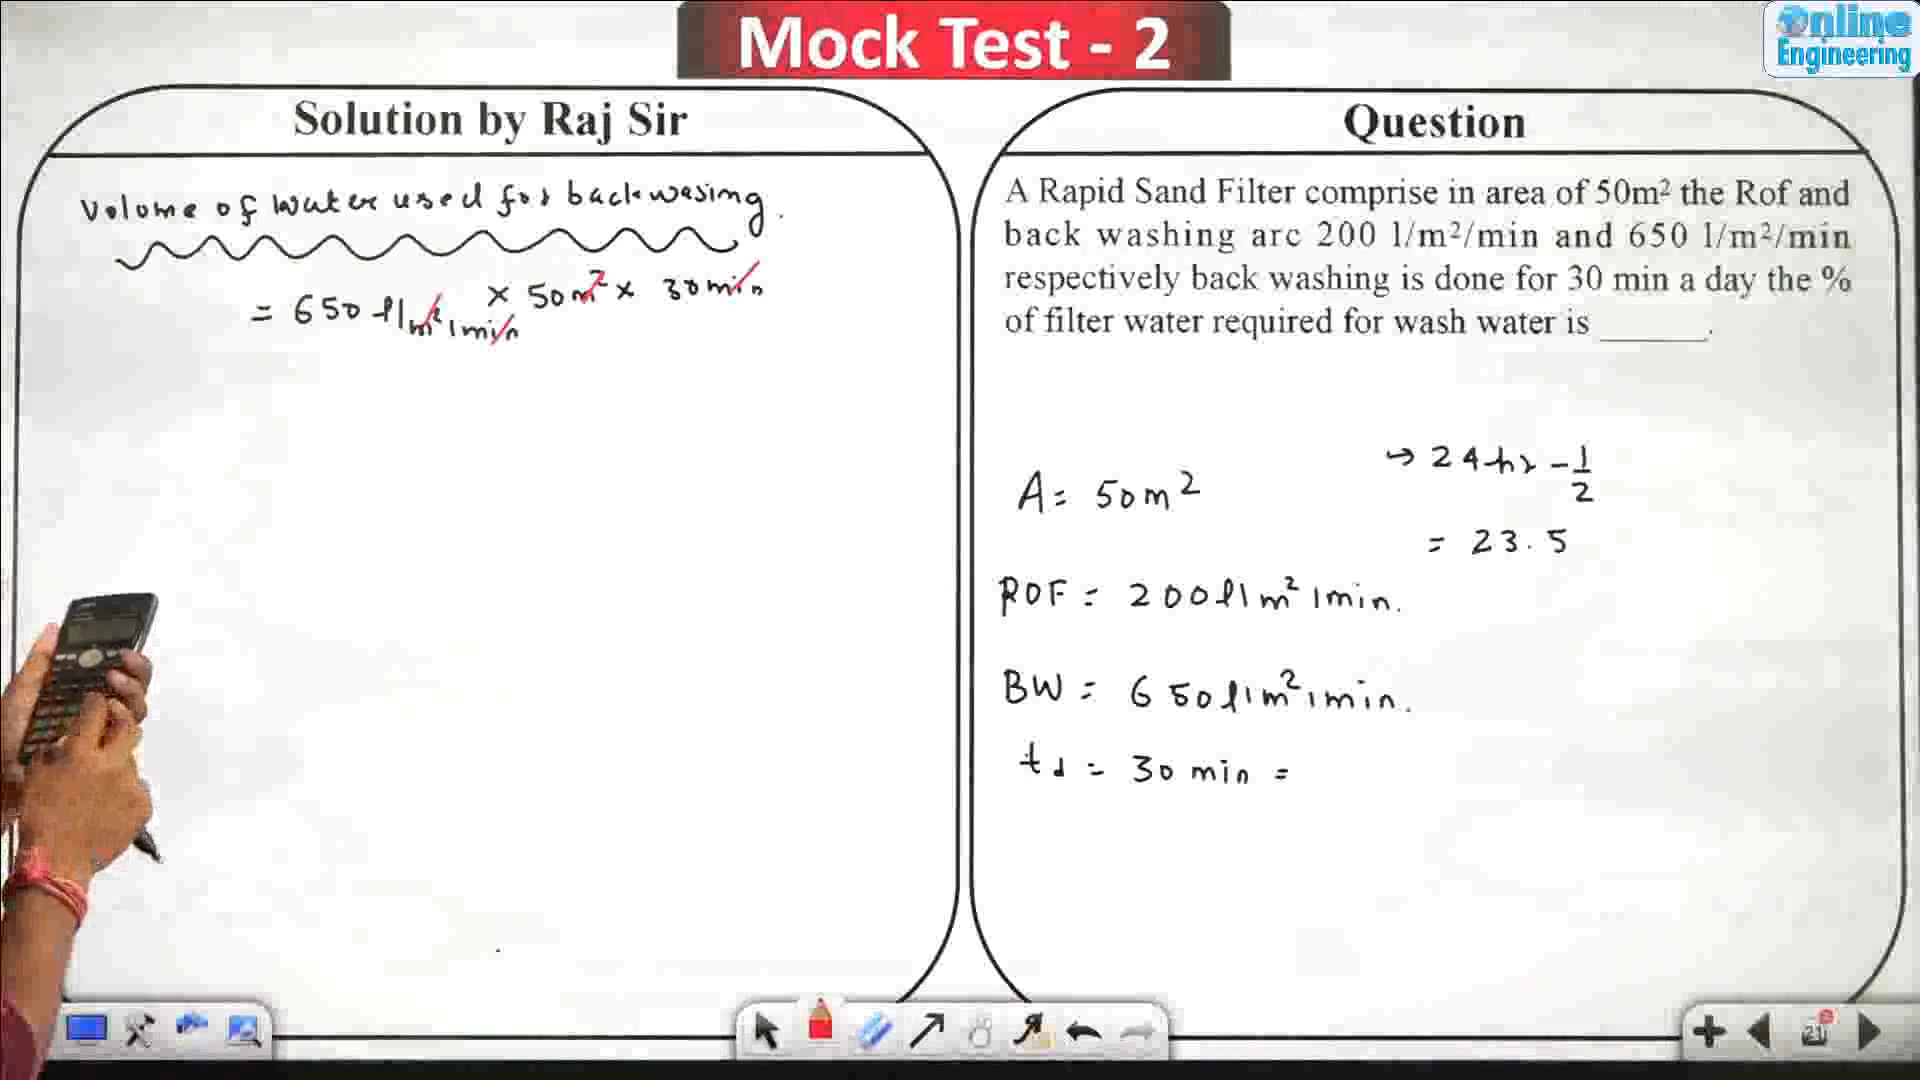 Mock Test - 2
Online
Engineering
Solution by Raj Sir
Volume of water used for backwasing.
= 650 l/m²/min × 50m² × 30min
Question
A Rapid Sand Filter comprise in area of 50m² the Rof and
back washing arc 200 l/m²/min and 650 l/m²/min
respectively back washing is done for 30 min a day the %
of filter water required for wash water is ______.
A = 50m²
→ 24hr - 1/2
= 23.5
ROF = 200 l/m²/min.
BW = 650 l/m²/min.
td = 30 min =
21